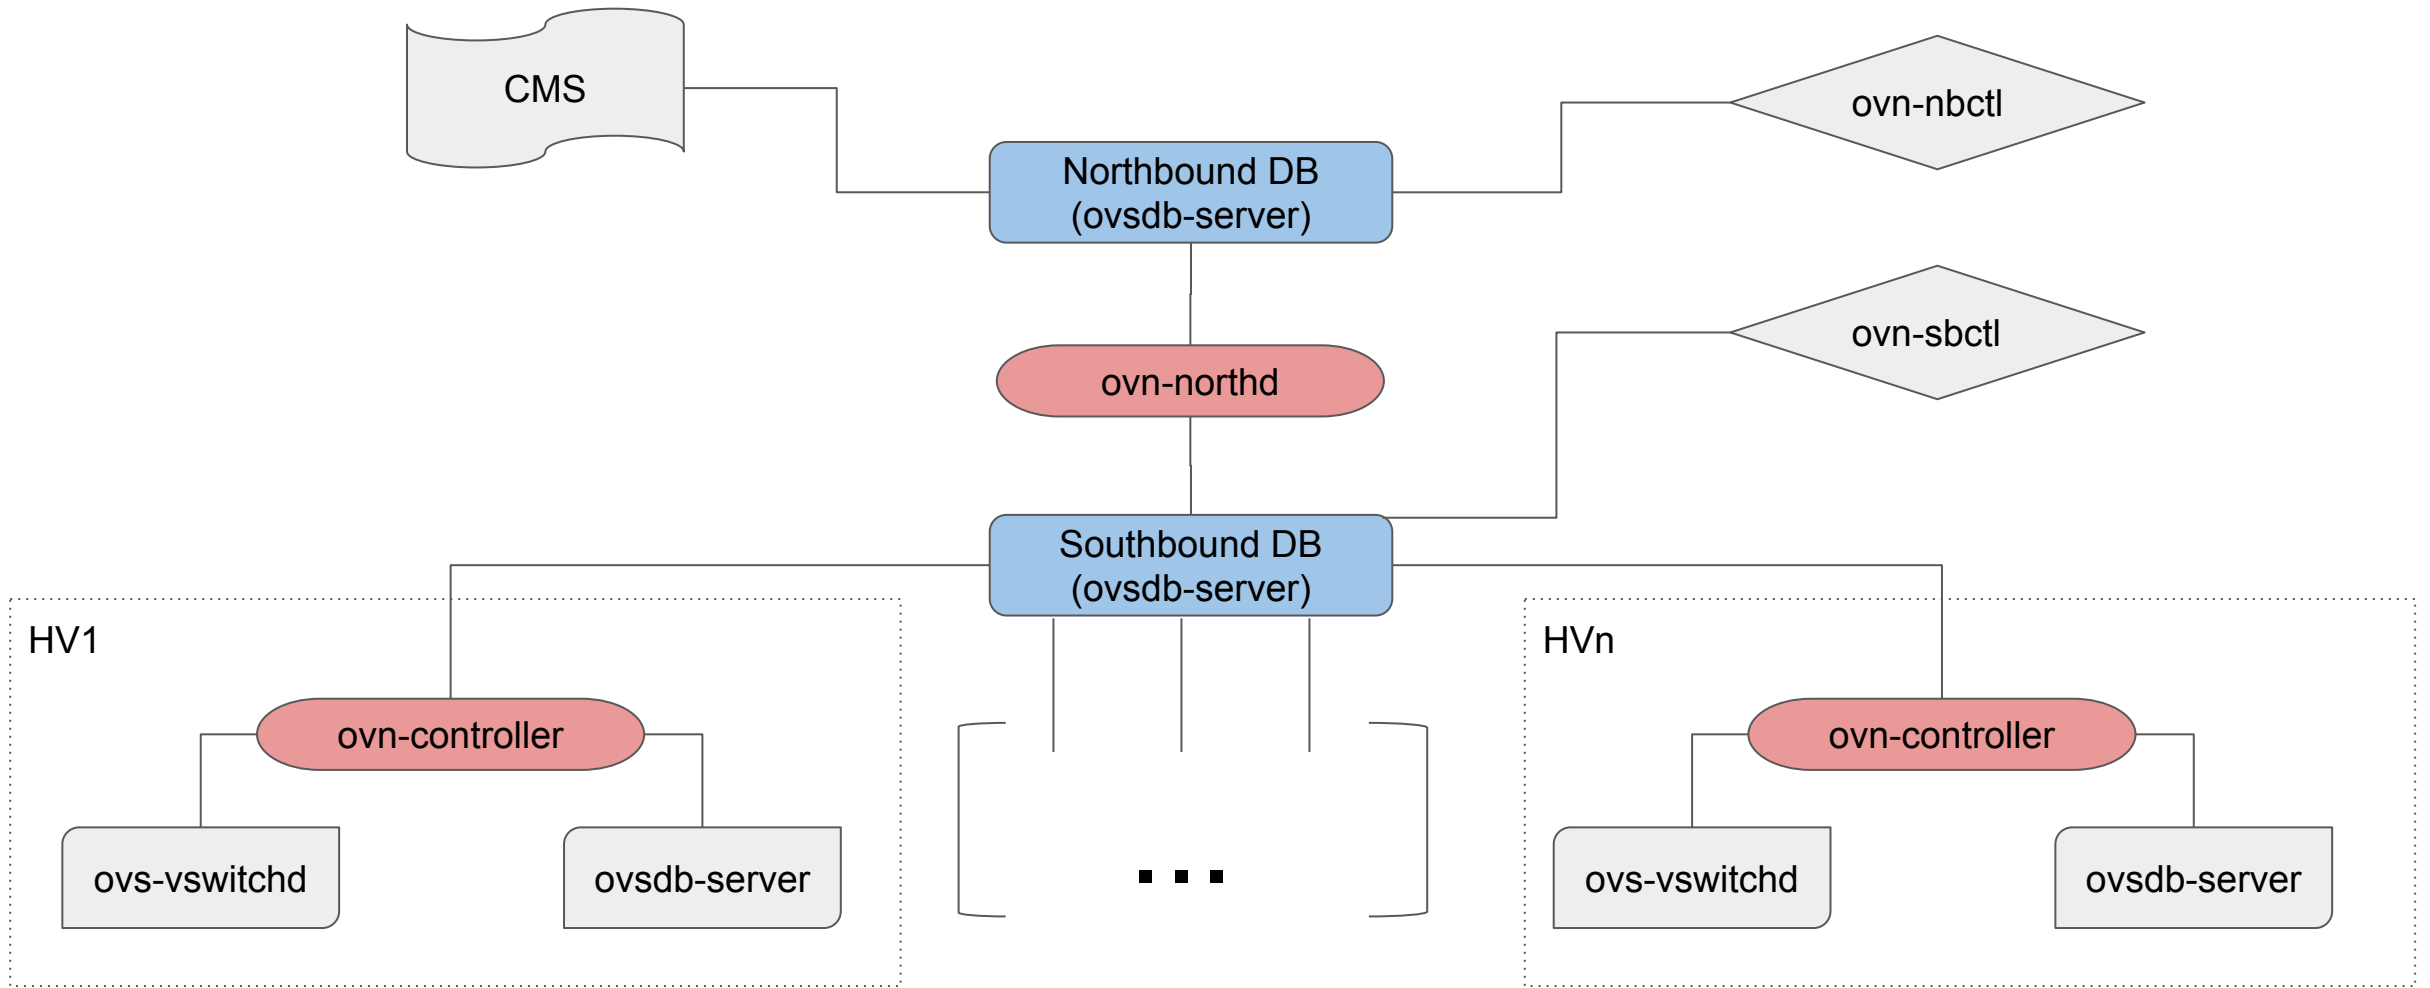 CMS
ovn-nbctl
Northbound DB
(ovsdb-server)
ovn-sbctl
ovn-northd
Southbound DB
(ovsdb-server)
HV1
HVn
ovn-controller
ovn-controller
ovs-vswitchd
ovsdb-server
...
ovs-vswitchd
ovsdb-server